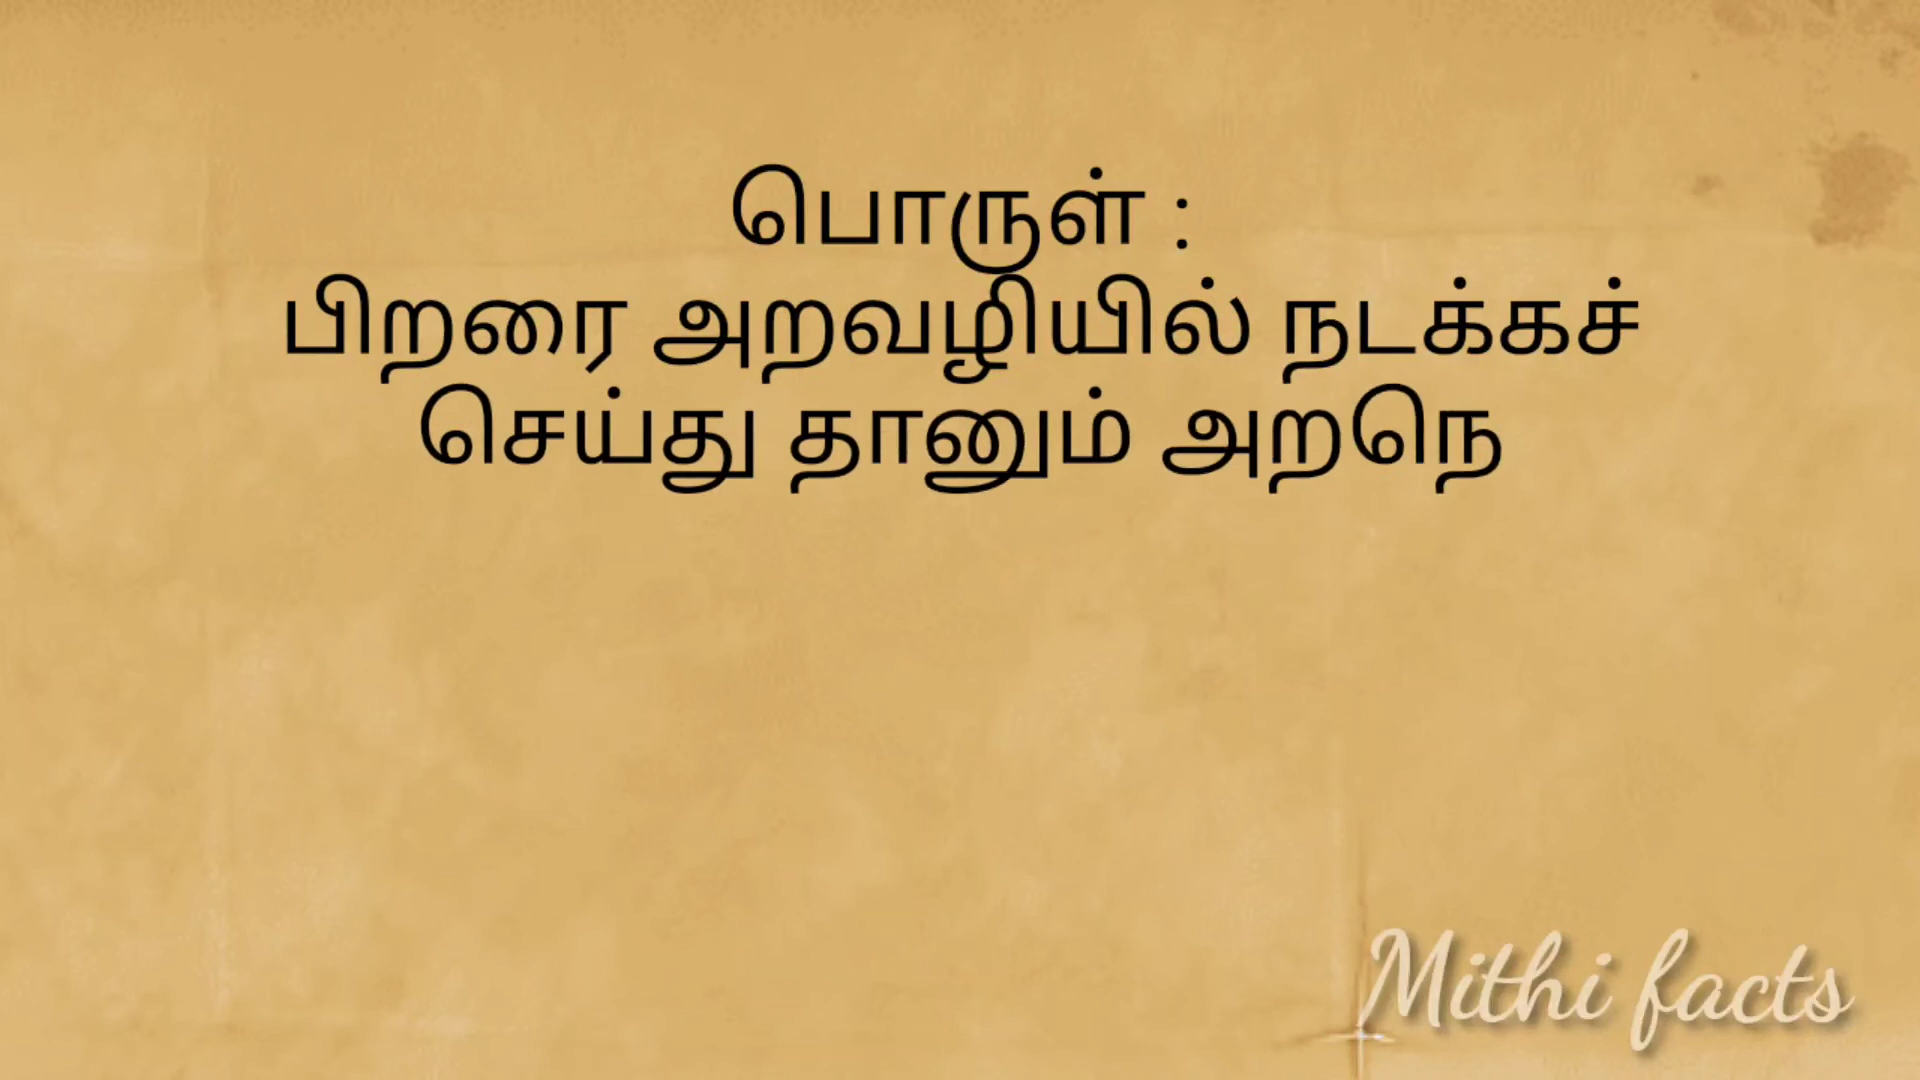 பொருள் :
பிறரை அறவழியில் நடக்கச்
செய்து தானும் அறநெ
Mithi facts